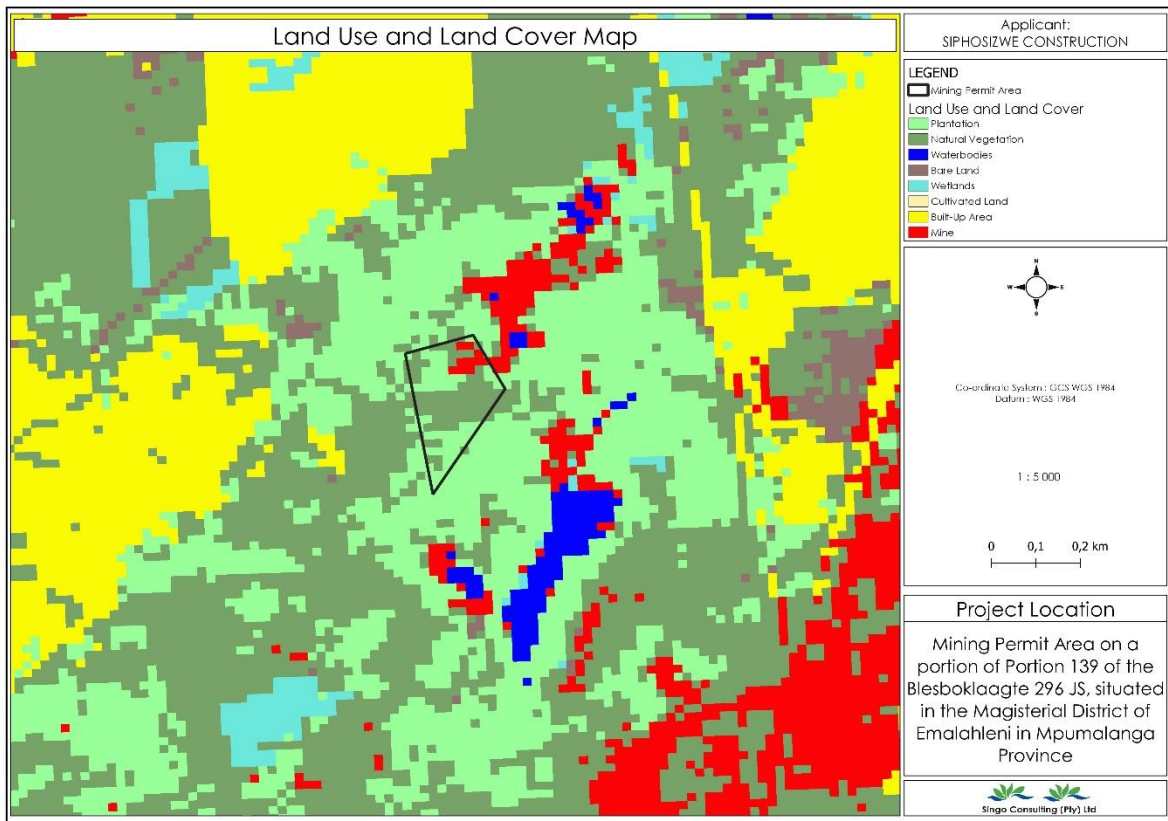 Land Use and Land Cover Map
Applicant:
SIPHOSIZWE CONSTRUCTION
LEGEND
Mining Permit Area
Land Use and Land Cover
Plantation
Natural Vegetation
Waterbodies
Bare Land
Wetlands
Cultivated Land
Built-Up Area
Mine
N
W E
S
Co-ordinate System : GCS WGS 1984
Datum : WGS 1984
1 : 5 000
0 0,1 0,2 km
Project Location
Mining Permit Area on a
portion of Portion 139 of the
Blesboklaagte 296 JS, situated
in the Magisterial District of
Emalahleni in Mpumalanga
Province
Singo Consulting (Pty) Ltd